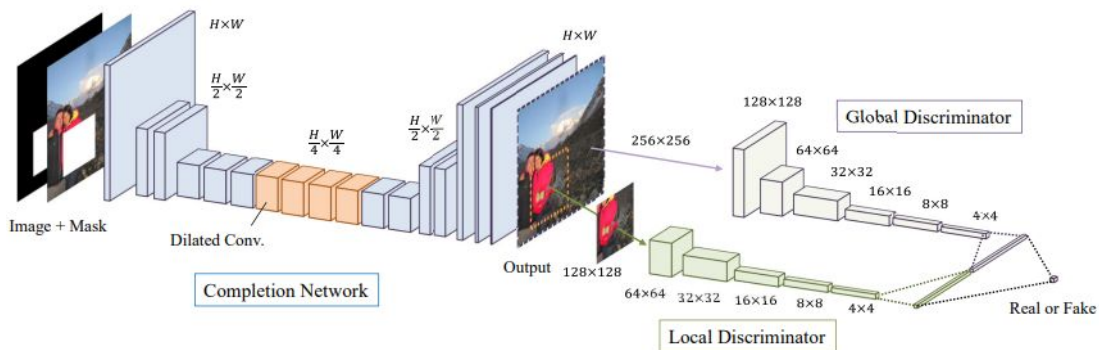 H×W
H/2 × W/2
H/4 × W/4
H/2 × W/2
H×W
Image + Mask
Dilated Conv.
Completion Network
Output
256×256
128×128
Global Discriminator
128×128
64×64
32×32
16×16
8×8
4×4
64×64
32×32
16×16
8×8
4×4
Local Discriminator
Real or Fake